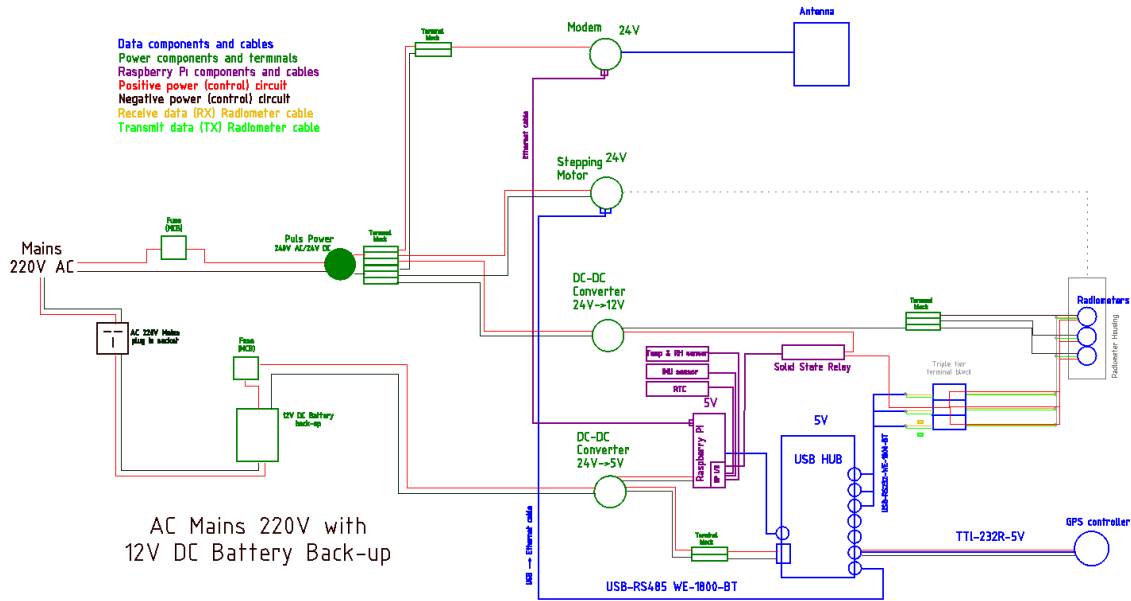 Antenna
Modem
24V
Terminal
block
Data components and cables
Power components and terminals
Raspberry Pi components and cables
Positive power (control) circuit
Negative power (control) circuit
Receive data (RX) Radiometer cable
Transmit data (TX) Radiometer cable
Ethernet cable
Stepping
Motor
24V
Fuse
(MCB)
Puls Power
240V AC/24V DC
Terminal
block
Mains
220V AC
DC-DC
Converter
24V->12V
Terminal
block
Radiometers
Radiometer Housing
AC 220V Mains
plug in socket
Fuse
(MCB)
Temp & RH sensor
IMU sensor
RTC
Solid State Relay
Triple tier
terminal block
5V
12V DC Battery
back-up
Raspberry Pi
DC-DC
Converter
24V->5V
5V
USB HUB
USB-RS232-WE-1800-BT
AC Mains 220V with
12V DC Battery Back-up
Terminal
block
GPS controller
TTI-232R-5V
USB -> Ethernet cable
USB-RS485 WE-1800-BT